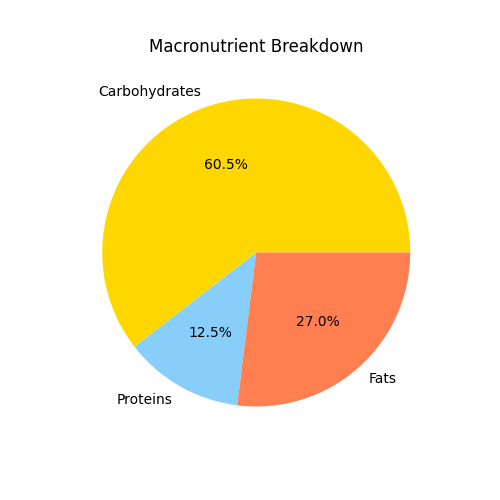 Macronutrient Breakdown
Carbohydrates
60.5%
27.0%
12.5%
Fats
Proteins